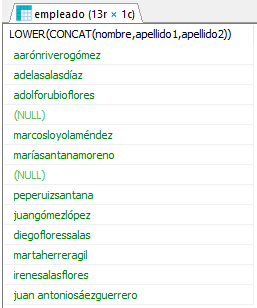 empleado (13r × 1c)
LOWER(CONCAT(nombre,apellido1,apellido2))
aarónriverogómez
adelasalasdíaz
adolforubioflores
(NULL)
marcosloyolaméndez
maríasantanamoreno
(NULL)
peperuizsantana
juangómezlópez
diegofloressalas
martaherreragil
irenesalasflores
juan antoniosáezguerrero